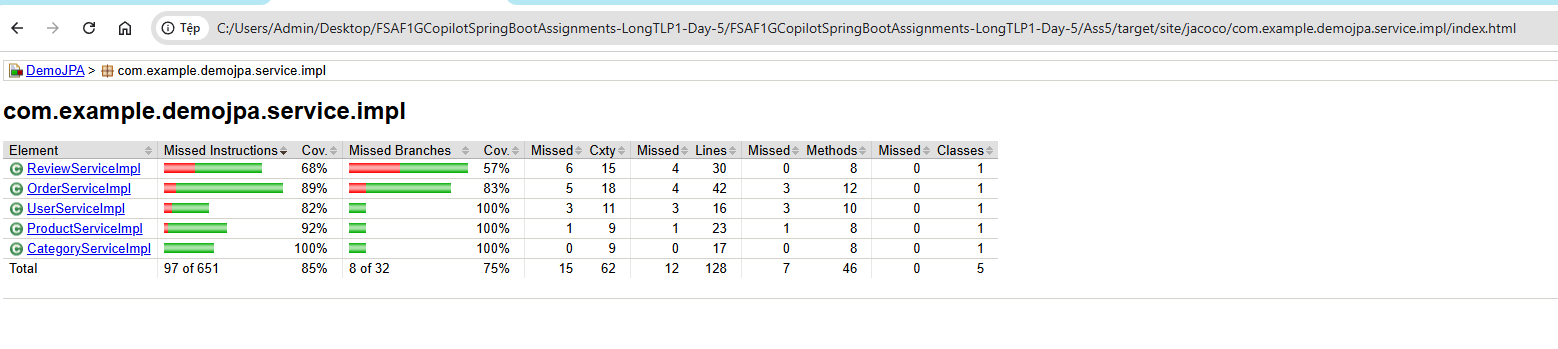 Tệp C:/Users/Admin/Desktop/FSAF1GCopilotSpringBootAssignments-LongTLP1-Day-5/FSAF1GCopilotSpringBootAssignments-LongTLP1-Day-5/Ass5/target/site/jacoco/com.example.demojpa.service.impl/index.html
DemoJPA > com.example.demojpa.service.impl
com.example.demojpa.service.impl
Element Missed Instructions Cov. Missed Branches Cov. Missed Cxty Missed Lines Missed Methods Missed Classes
ReviewServiceImpl 68% 57% 6 15 4 30 0 8 0 1
OrderServiceImpl 89% 83% 5 18 4 42 3 12 0 1
UserServiceImpl 82% 100% 3 11 3 16 3 10 0 1
ProductServiceImpl 92% 100% 1 9 1 23 1 8 0 1
CategoryServiceImpl 100% 100% 0 9 0 17 0 8 0 1
Total 97 of 651 85% 8 of 32 75% 15 62 12 128 7 46 0 5